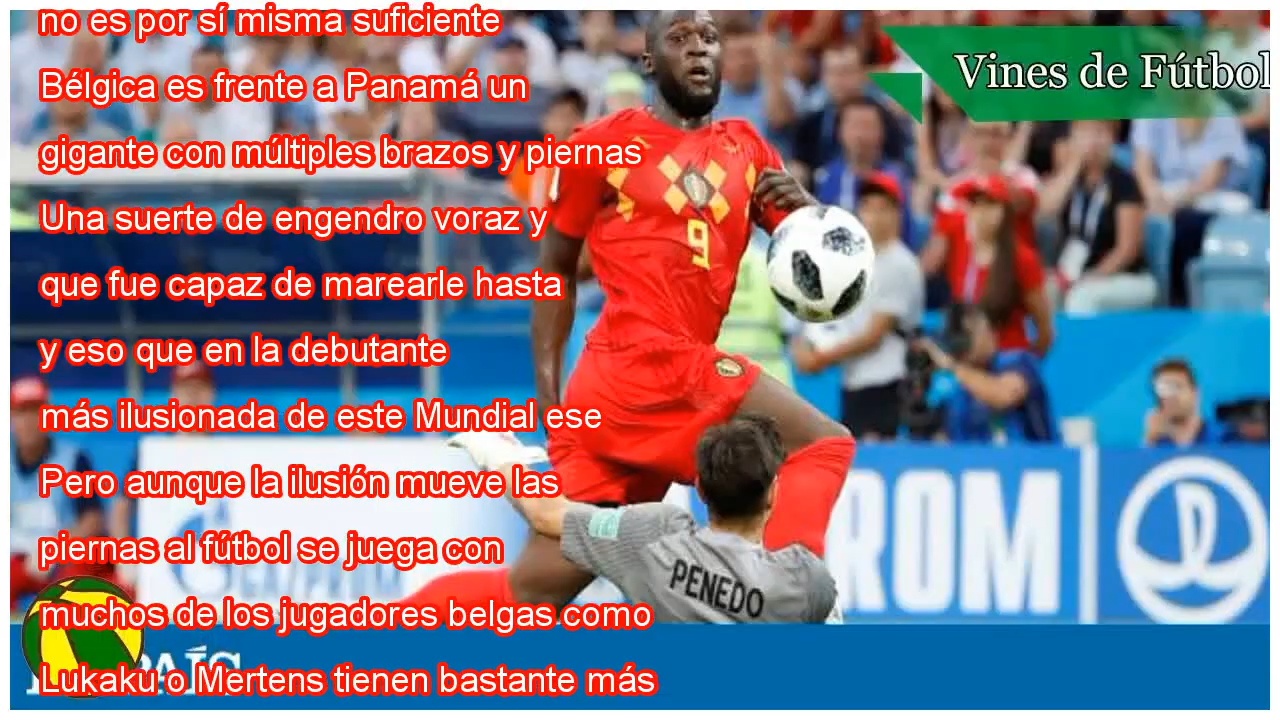 no es por sí misma suficiente
Bélgica es frente a Panamá un
gigante con múltiples brazos y piernas
Una suerte de engendro voraz y
que fue capaz de marearle hasta
y eso que en la debutante
más ilusionada de este Mundial ese
Pero aunque la ilusión mueve las
piernas al fútbol se juega con
muchos de los jugadores belgas como
Lukaku o Mertens tienen bastante más
Vines de Fútbol
9
PENEDO
ROM
PAÍS